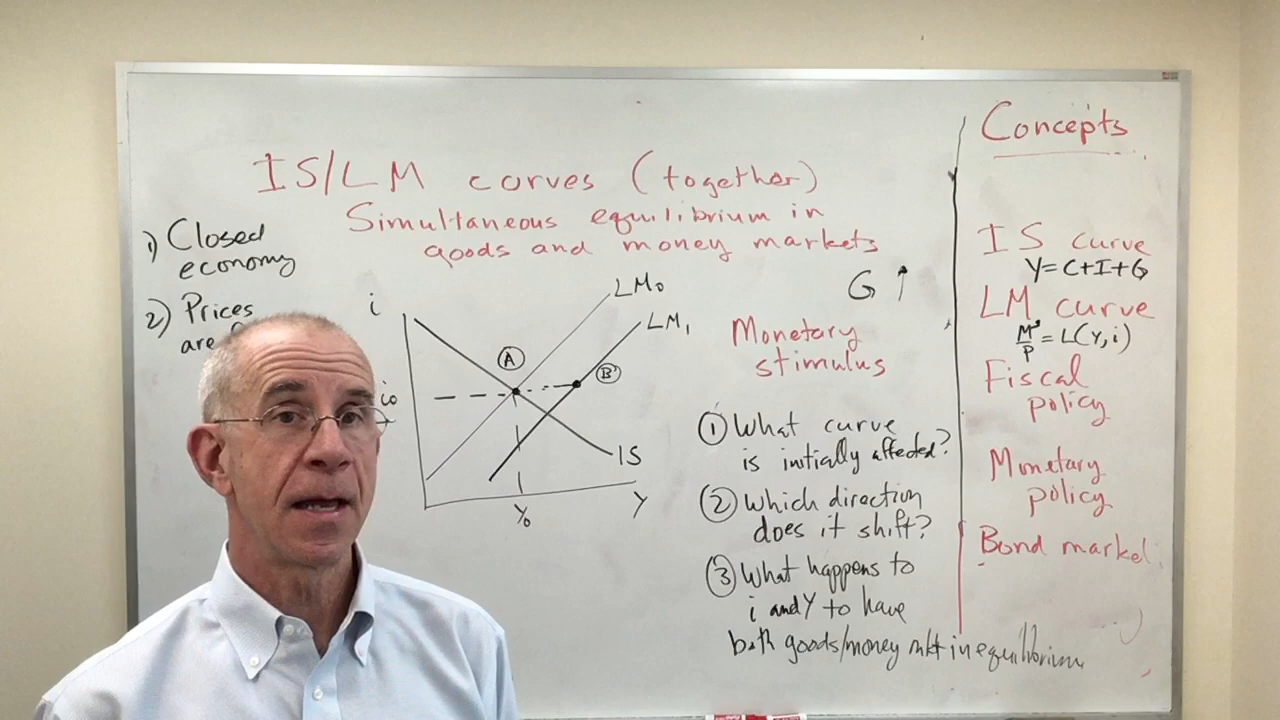 IS/LM curves (together)
Simultaneous equilibrium in
goods and money markets
1) Closed
economy
2) Prices
are
i
LM₀
LM₁
A
B'
i₀
IS
Y₀
Y
G ↑
Monetary
stimulus
① What curve
is initially affected?
② Which direction
does it shift?
③ What happens to
i and Y to have
both goods/money mkt in equilibrium
Concepts
IS curve
Y=C+I+G
LM curve
Mˢ/P = L(Y,i)
Fiscal
policy
Monetary
policy
Bond market